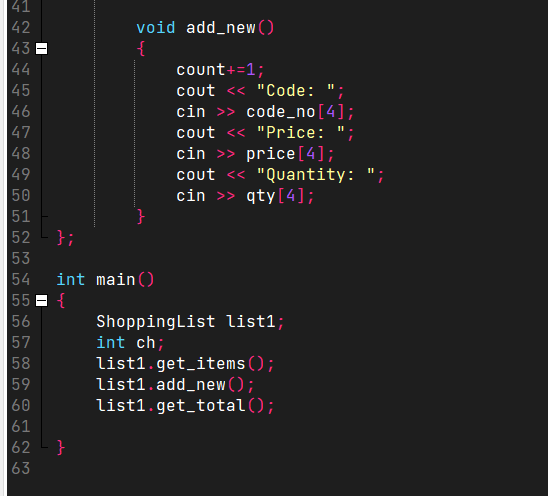 41
42 void add_new()
43 {
44 count+=1;
45 cout << "Code: ";
46 cin >> code_no[4];
47 cout << "Price: ";
48 cin >> price[4];
49 cout << "Quantity: ";
50 cin >> qty[4];
51 }
52 };
53
54 int main()
55 {
56 ShoppingList list1;
57 int ch;
58 list1.get_items();
59 list1.add_new();
60 list1.get_total();
61
62 }
63